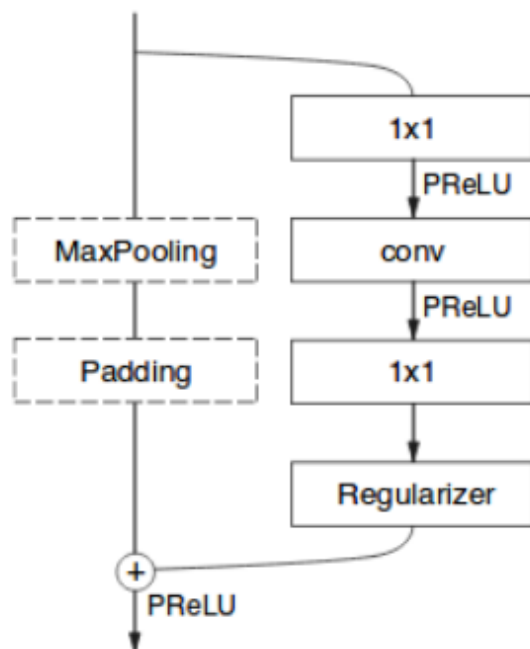 1x1
PReLU
MaxPooling
conv
PReLU
Padding
1x1
Regularizer
+
PReLU